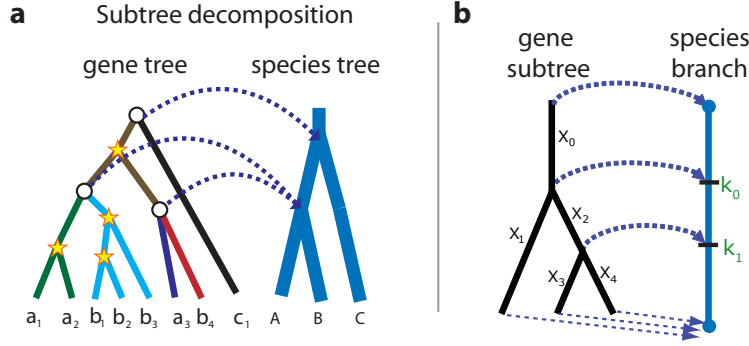 a
Subtree decomposition
gene tree
species tree
a₁ a₂ b₁ b₂ b₃ a₃ b₄ c₁
A B C
b
gene
subtree
species
branch
X₀
k₀
X₁
X₂
k₁
X₃
X₄